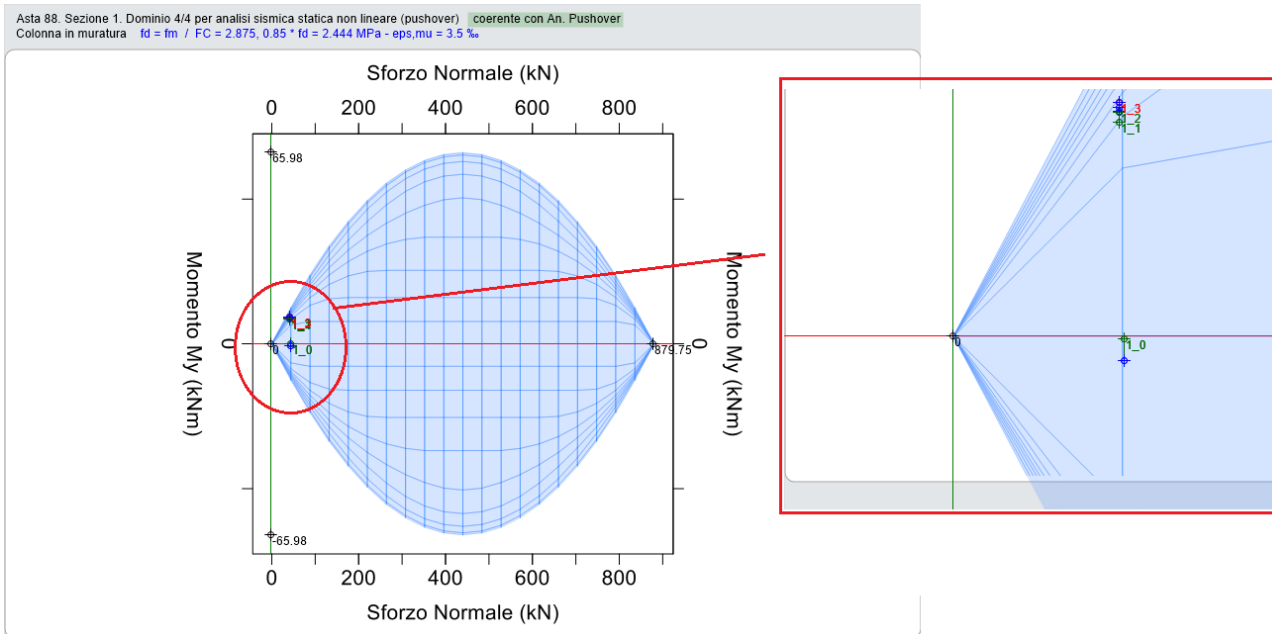 Asta 88. Sezione 1. Dominio 4/4 per analisi sismica statica non lineare (pushover) coerente con An. Pushover
Colonna in muratura fd = fm / FC = 2.875, 0.85 * fd = 2.444 MPa - eps,mu = 3.5 ‰
Sforzo Normale (kN)
0 200 400 600 800
65.98
Momento My (kNm)
0
0
1_0
879.75
0
Momento My (kNm)
-65.98
0 200 400 600 800
Sforzo Normale (kN)
1_3
1_2
1_1
0
1_0